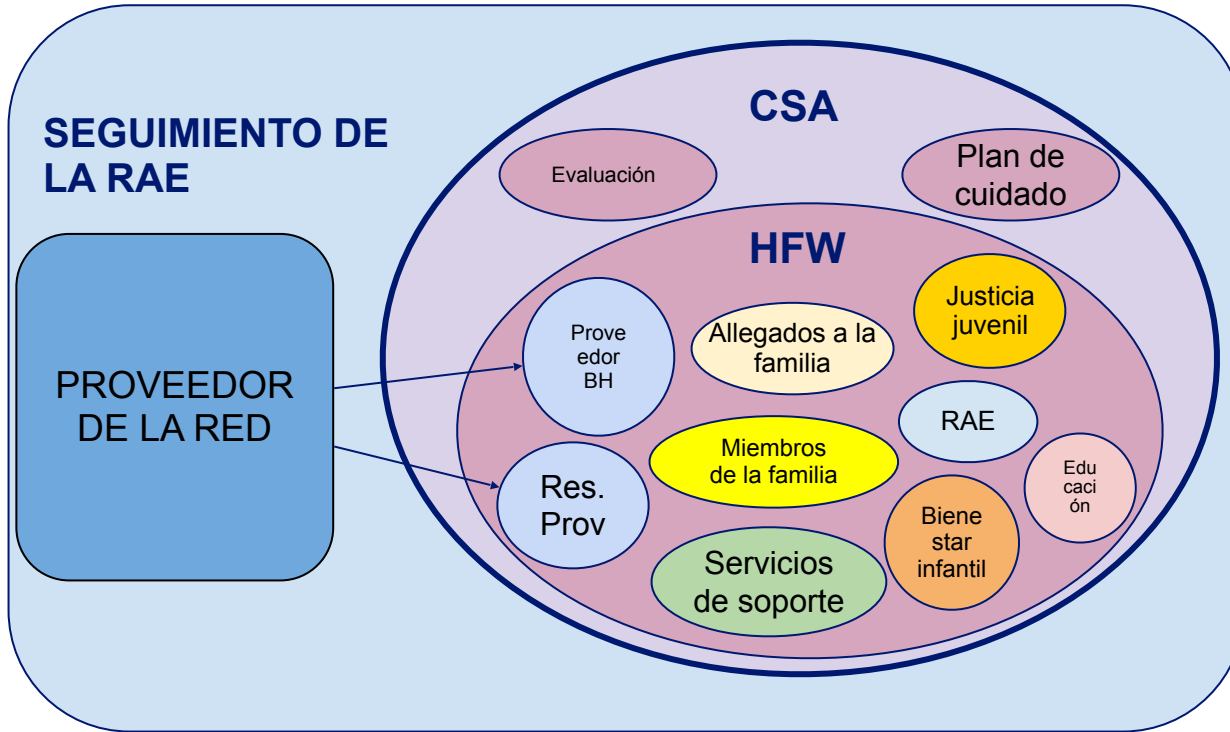 CSA
SEGUIMIENTO DE
LA RAE
Evaluación
Plan de
cuidado
HFW
PROVEEDOR
DE LA RED
Prove
edor
BH
Allegados a la
familia
Justicia
juvenil
RAE
Miembros
de la familia
Res.
Prov
Edu
caci
ón
Biene
star
infantil
Servicios
de soporte